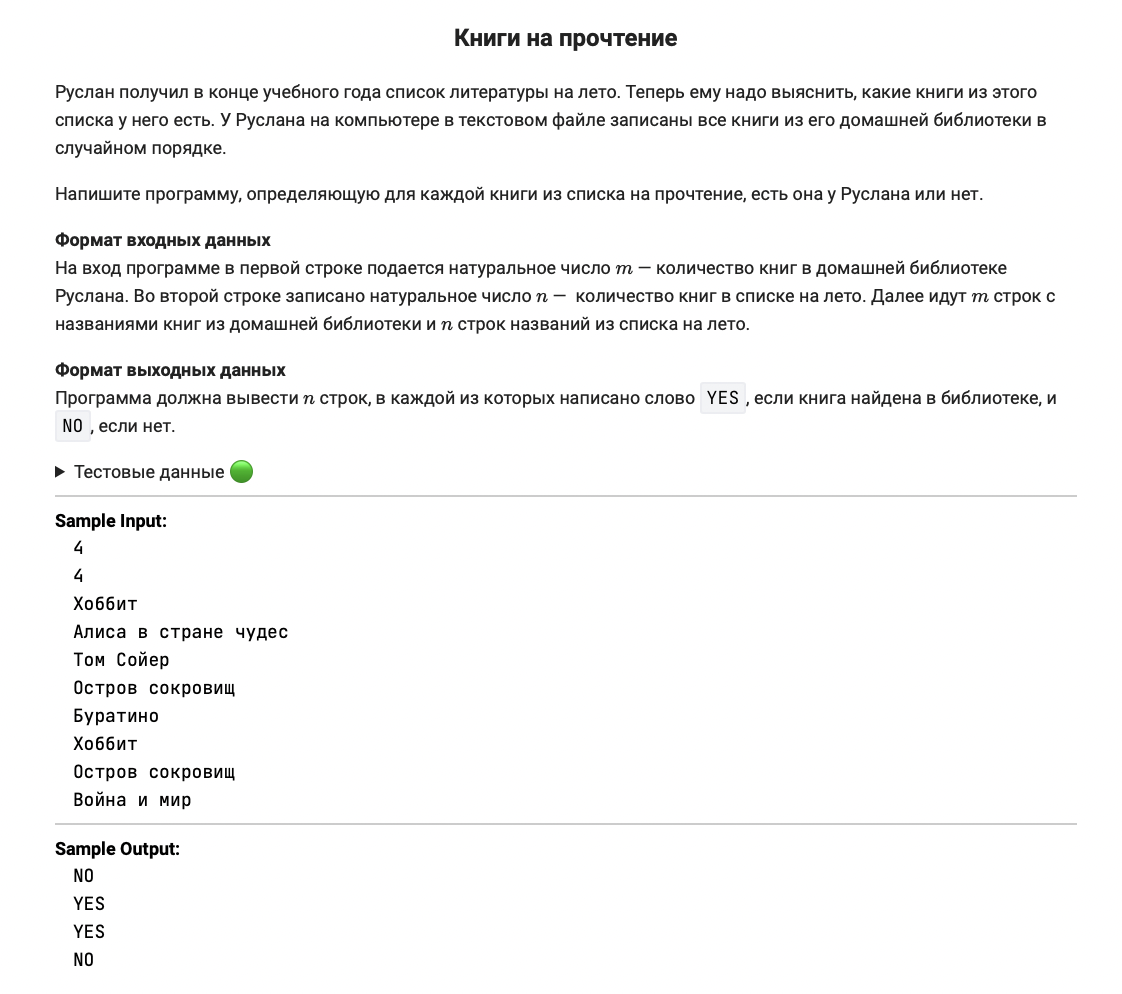 Книги на прочтение
Руслан получил в конце учебного года список литературы на лето. Теперь ему надо выяснить, какие книги из этого
списка у него есть. У Руслана на компьютере в текстовом файле записаны все книги из его домашней библиотеки в
случайном порядке.
Напишите программу, определяющую для каждой книги из списка на прочтение, есть она у Руслана или нет.
Формат входных данных
На вход программе в первой строке подается натуральное число m — количество книг в домашней библиотеке
Руслана. Во второй строке записано натуральное число n — количество книг в списке на лето. Далее идут m строк с
названиями книг из домашней библиотеки и n строк названий из списка на лето.
Формат выходных данных
Программа должна вывести n строк, в каждой из которых написано слово YES, если книга найдена в библиотеке, и
NO, если нет.
Тестовые данные
Sample Input:
4
4
Хоббит
Алиса в стране чудес
Том Сойер
Остров сокровищ
Буратино
Хоббит
Остров сокровищ
Война и мир
Sample Output:
NO
YES
YES
NO